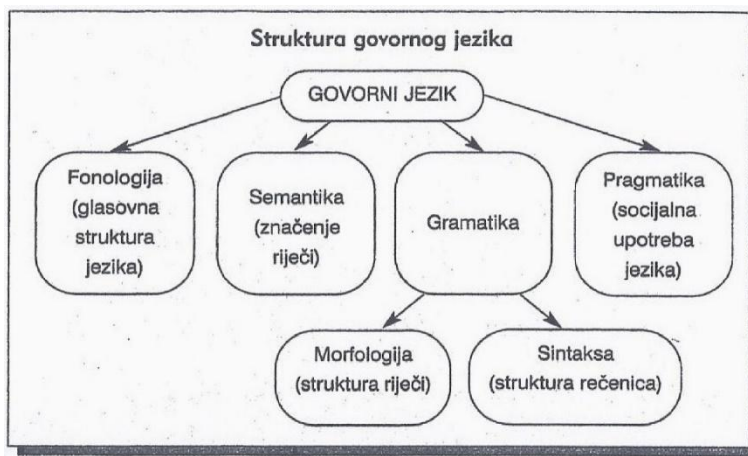 Struktura govornog jezika
GOVORNI JEZIK
Fonologija
(glasovna
struktura
jezika)
Semantika
(značenje
riječi)
Gramatika
Pragmatika
(socijalna
upotreba
jezika)
Morfologija
(struktura riječi)
Sintaksa
(struktura rečenica)